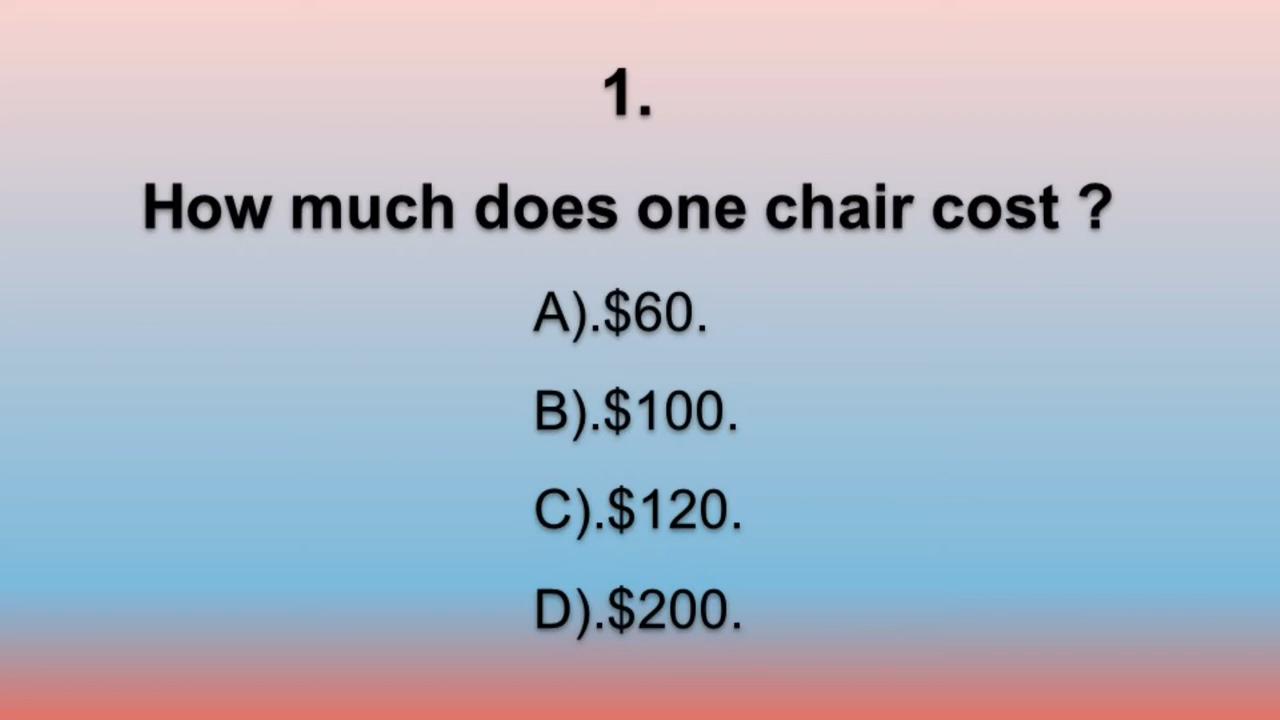 1.
How much does one chair cost ?
A).$60.
B).$100.
C).$120.
D).$200.